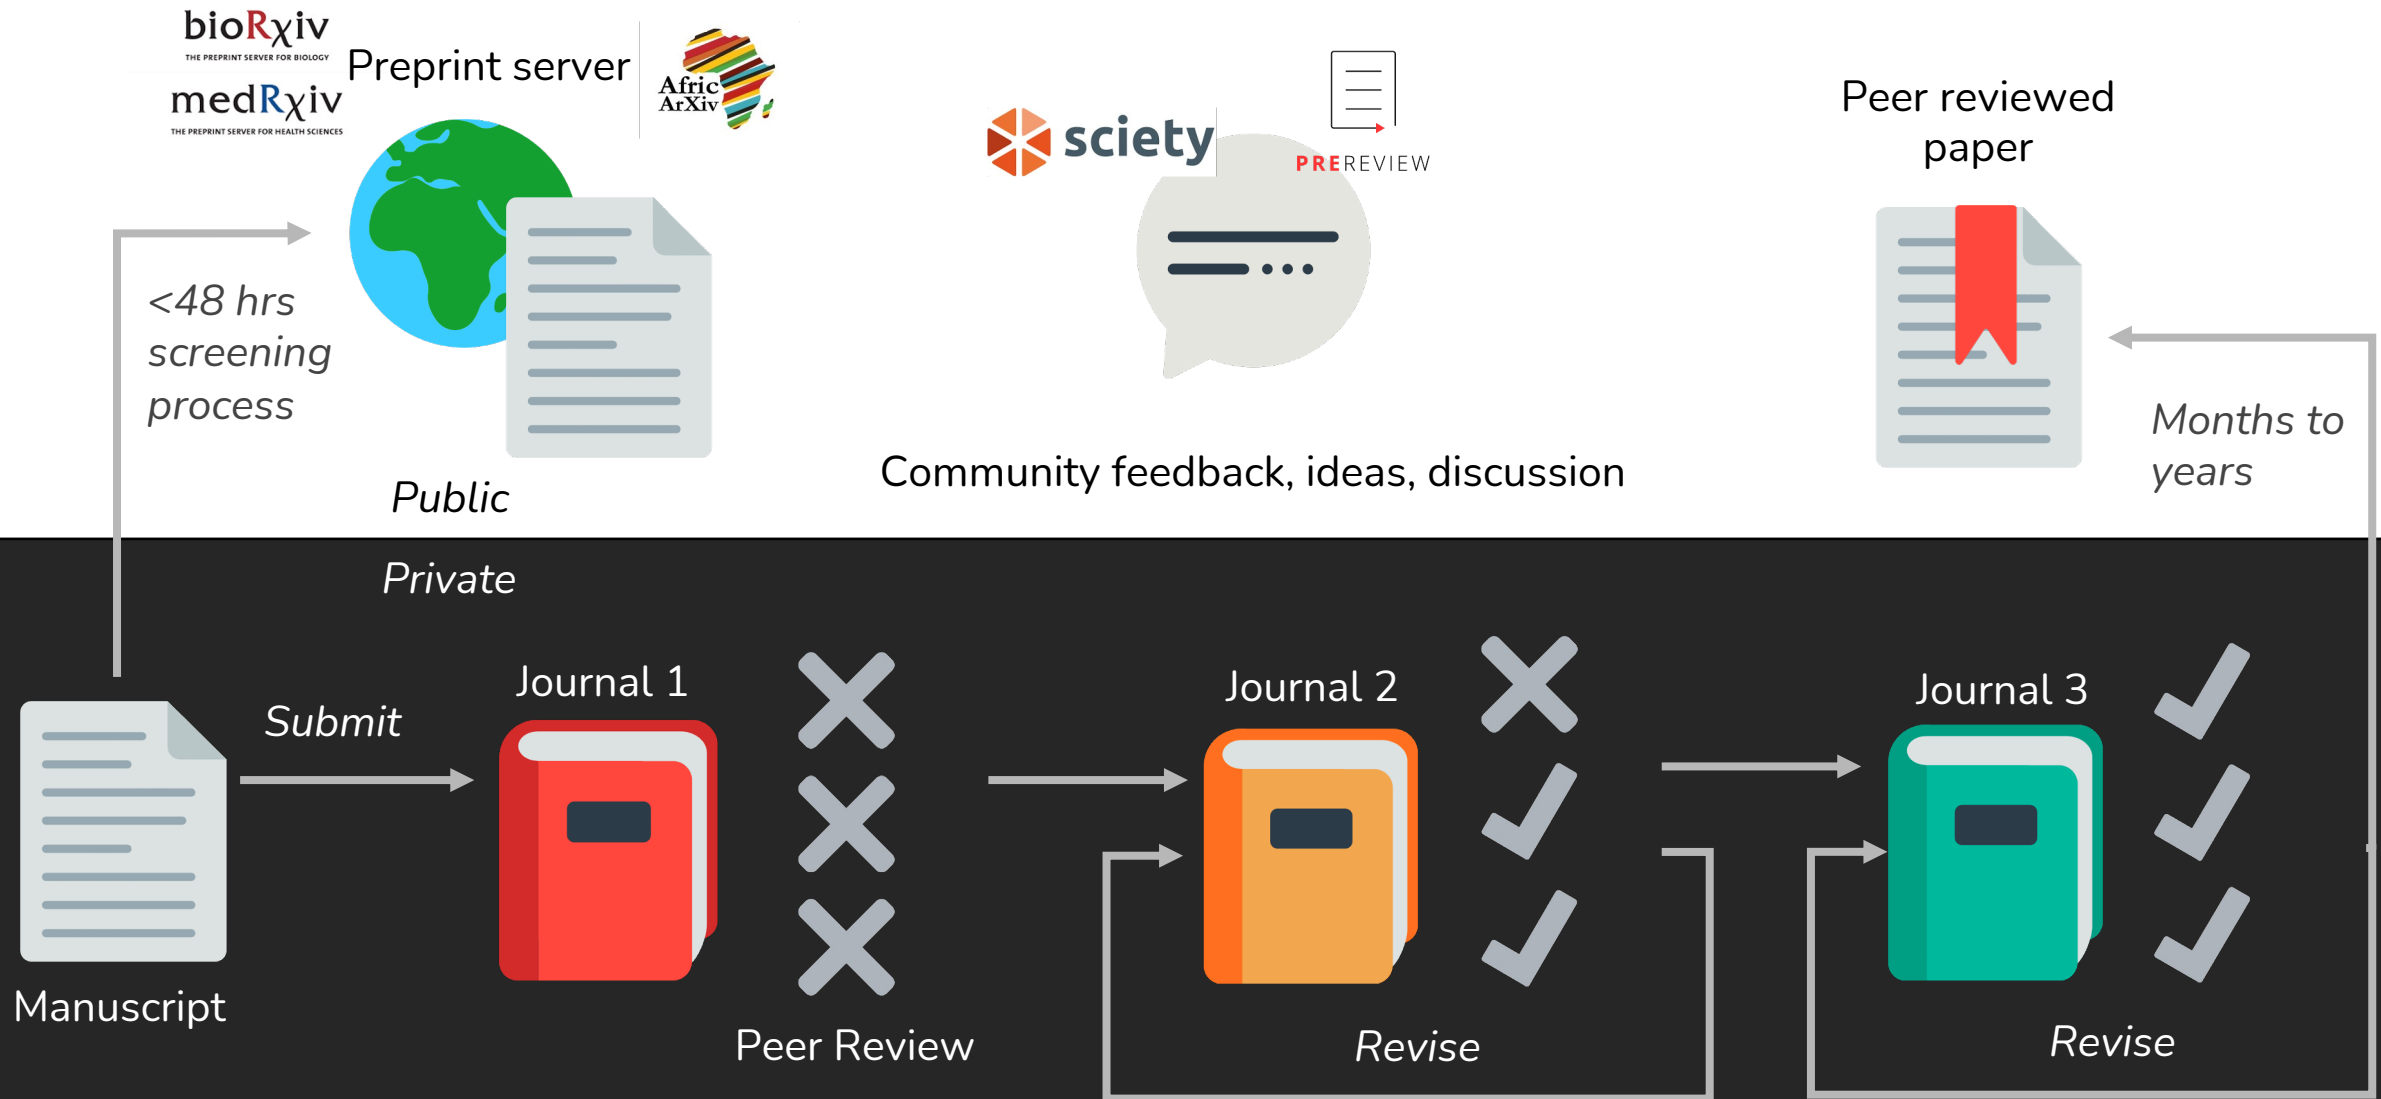 bioRχiv
THE PREPRINT SERVER FOR BIOLOGY
medRχiv
THE PREPRINT SERVER FOR HEALTH SCIENCES
Preprint server
Afric
ArXiv
sciety
PREREVIEW
Peer reviewed
paper
<48 hrs
screening
process
Months to
years
Community feedback, ideas, discussion
Public
Private
Submit
Journal 1
Journal 2
Journal 3
Manuscript
Peer Review
Revise
Revise